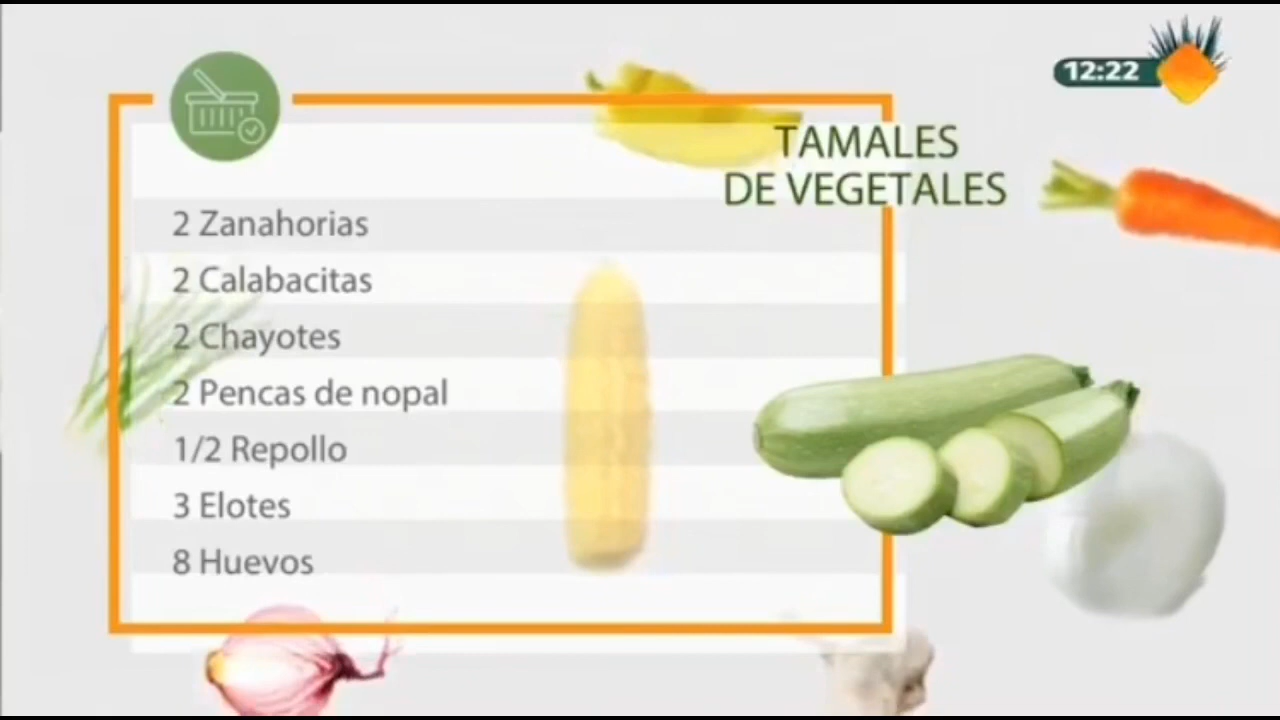 12:22
TAMALES
DE VEGETALES
2 Zanahorias
2 Calabacitas
2 Chayotes
2 Pencas de nopal
1/2 Repollo
3 Elotes
8 Huevos